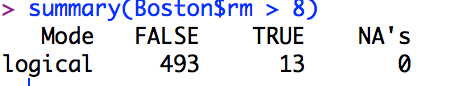 > summary(Boston$rm > 8)
Mode FALSE TRUE NA's
logical 493 13 0